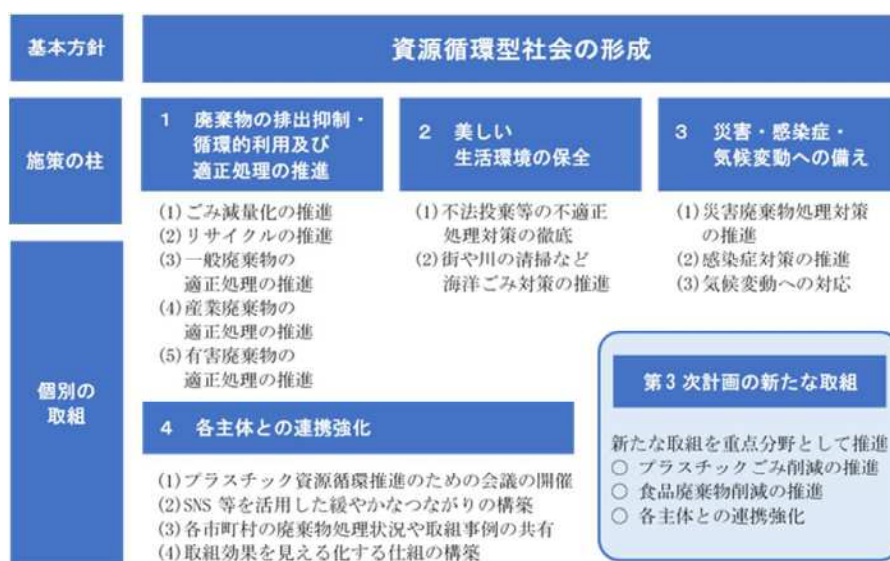 基本方針
資源循環型社会の形成
施策の柱
1 廃棄物の排出抑制・
循環的利用及び
適正処理の推進
2 美しい
生活環境の保全
3 災害・感染症・
気候変動への備え
個別の
取組
(1)ごみ減量化の推進
(2)リサイクルの推進
(3)一般廃棄物の
適正処理の推進
(4)産業廃棄物の
適正処理の推進
(5)有害廃棄物の
適正処理の推進
(1)不法投棄等の不適正
処理対策の徹底
(2)街や川の清掃など
海洋ごみ対策の推進
(1)災害廃棄物処理対策
の推進
(2)感染症対策の推進
(3)気候変動への対応
4 各主体との連携強化
(1)プラスチック資源循環推進のための会議の開催
(2)SNS 等を活用した緩やかなつながりの構築
(3)各市町村の廃棄物処理状況や取組事例の共有
(4)取組効果を見える化する仕組の構築
第3次計画の新たな取組
新たな取組を重点分野として推進
○ プラスチックごみ削減の推進
○ 食品廃棄物削減の推進
○ 各主体との連携強化